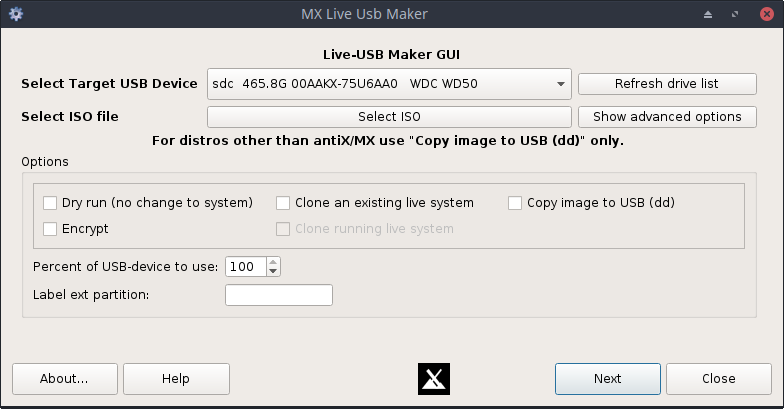 MX Live Usb Maker
Live-USB Maker GUI
Select Target USB Device sdc 465.8G 00AAKX-75U6AA0 WDC WD50 Refresh drive list
Select ISO file Select ISO Show advanced options
For distros other than antiX/MX use "Copy image to USB (dd)" only.
Options
Dry run (no change to system) Clone an existing live system Copy image to USB (dd)
Encrypt Clone running live system
Percent of USB-device to use: 100
Label ext partition:
About... Help Next Close